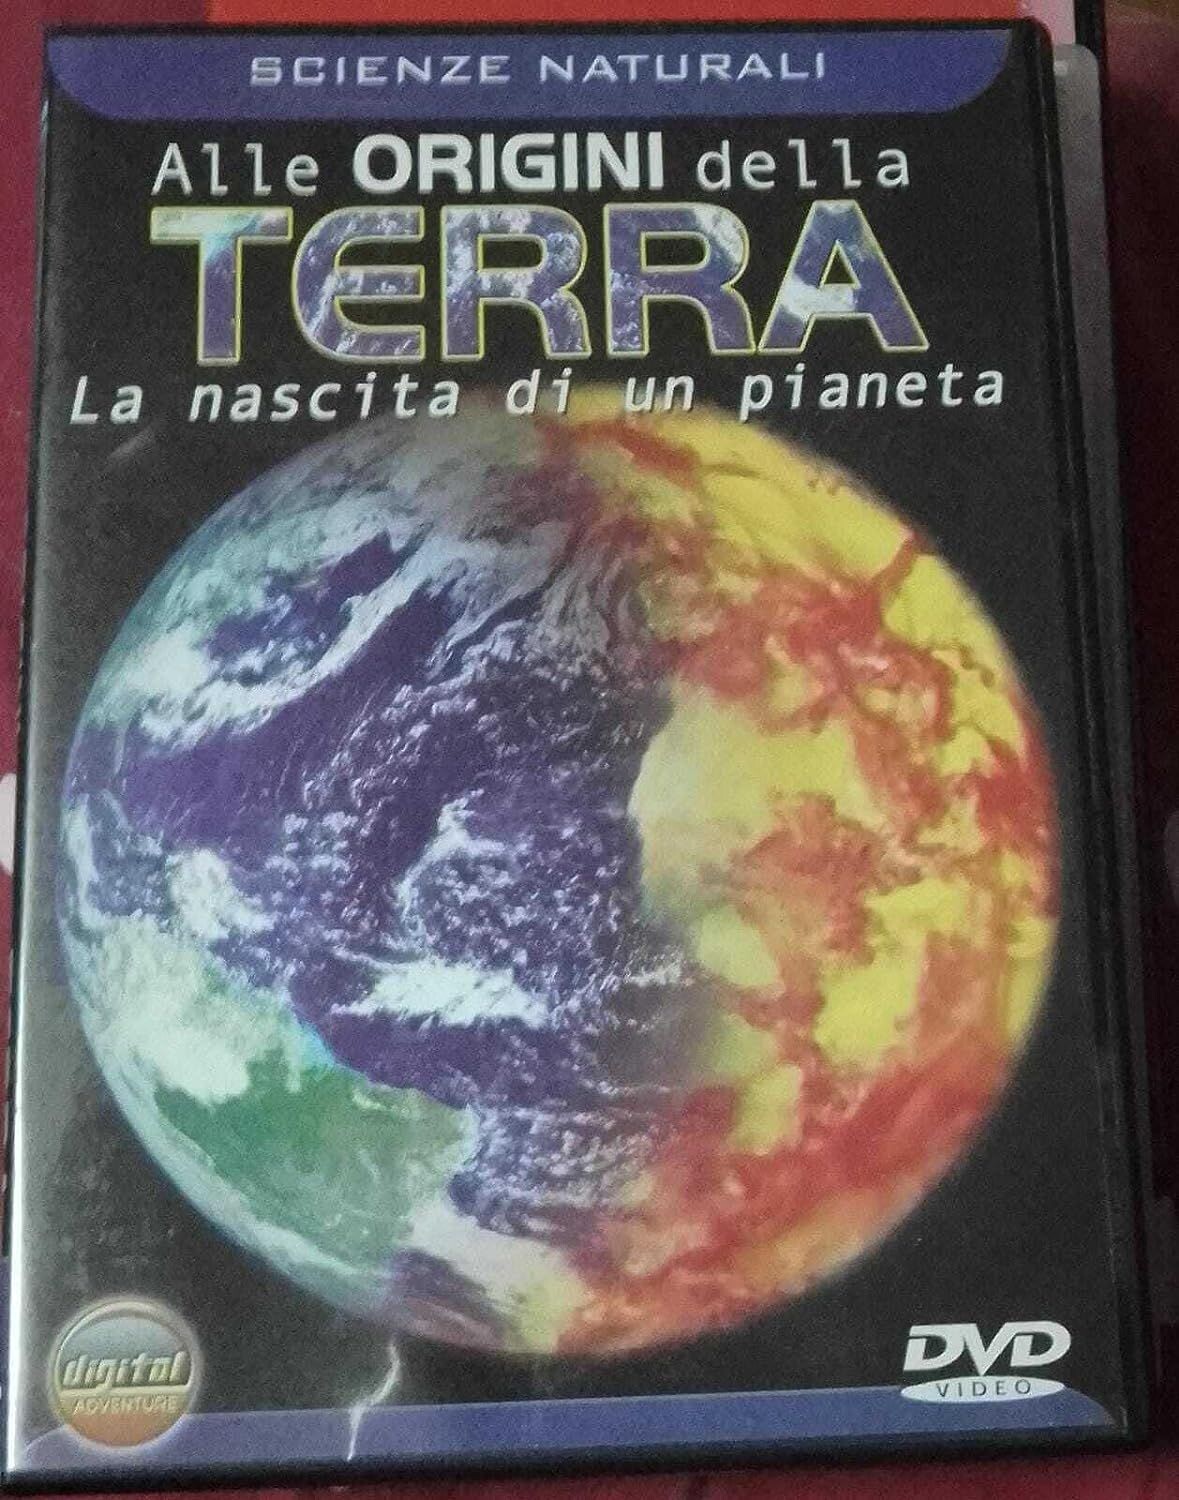 SCIENZE NATURALI
Alle ORIGINI della
TERRA
La nascita di un pianeta
digital
ADVENTURE
DVD
VIDEO